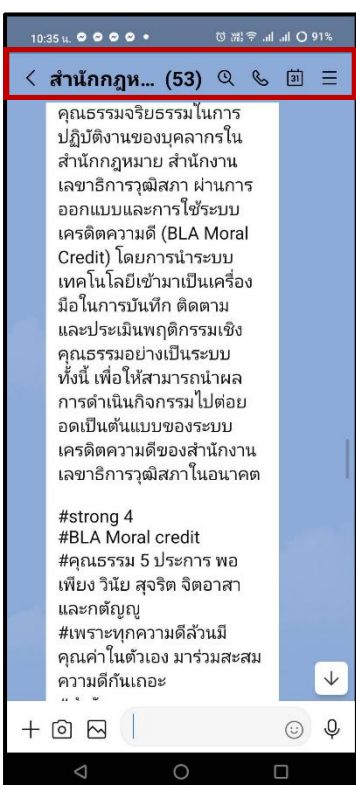 10:35 น. 91%
สำนักกฎห... (53) 31
คุณธรรมจริยธรรมในการ
ปฏิบัติงานของบุคลากรใน
สำนักกฎหมาย สำนักงาน
เลขาธิการวุฒิสภา ผ่านการ
ออกแบบและการใช้ระบบ
เครดิตความดี (BLA Moral
Credit) โดยการนำระบบ
เทคโนโลยีเข้ามาเป็นเครื่อง
มือในการบันทึก ติดตาม
และประเมินพฤติกรรมเชิง
คุณธรรมอย่างเป็นระบบ
ทั้งนี้ เพื่อให้สามารถนำผล
การดำเนินกิจกรรมไปต่อย
อดเป็นต้นแบบของระบบ
เครดิตความดีของสำนักงาน
เลขาธิการวุฒิสภาในอนาคต
#strong 4
#BLA Moral credit
#คุณธรรม 5 ประการ พอ
เพียง วินัย สุจริต จิตอาสา
และกตัญญู
#เพราะทุกความดีล้วนมี
คุณค่าในตัวเอง มาร่วมสะสม
ความดีกันเถอะ